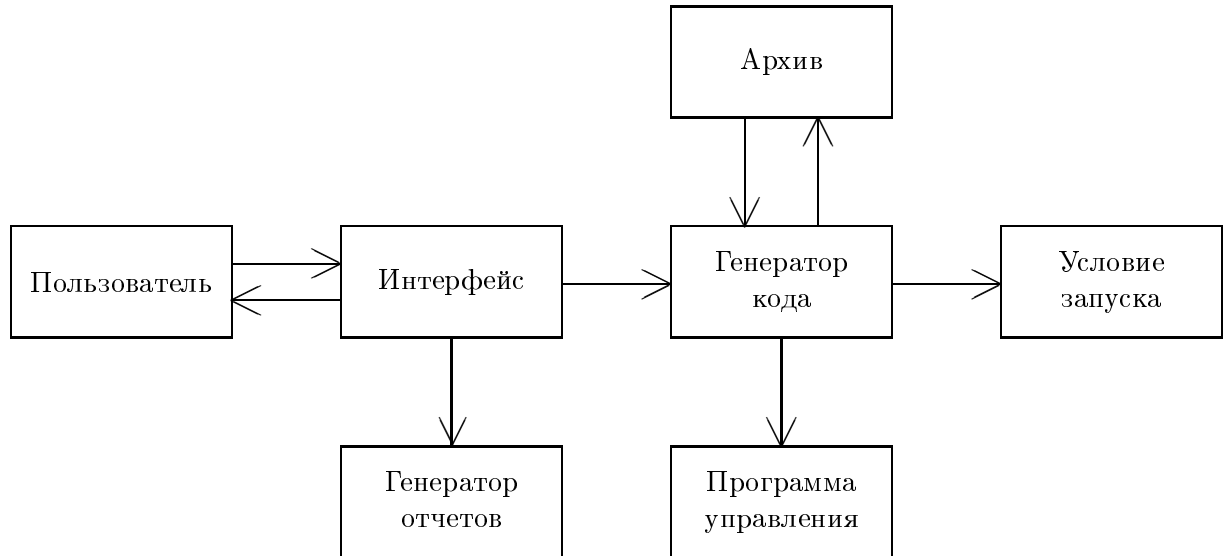 Архив
Пользователь
Интерфейс
Генератор
кода
Условие
запуска
Генератор
отчетов
Программа
управления